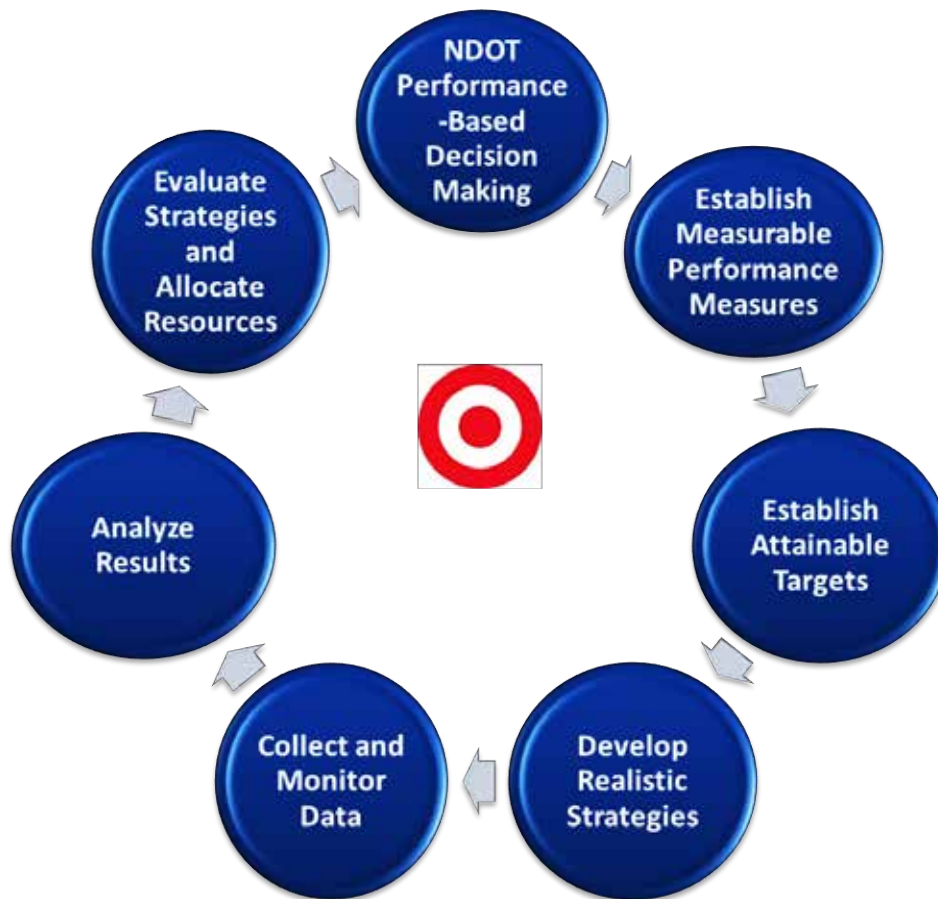 NDOT
Performance
-Based
Decision
Making
Establish
Measurable
Performance
Measures
Establish
Attainable
Targets
Develop
Realistic
Strategies
Collect and
Monitor
Data
Analyze
Results
Evaluate
Strategies
and
Allocate
Resources